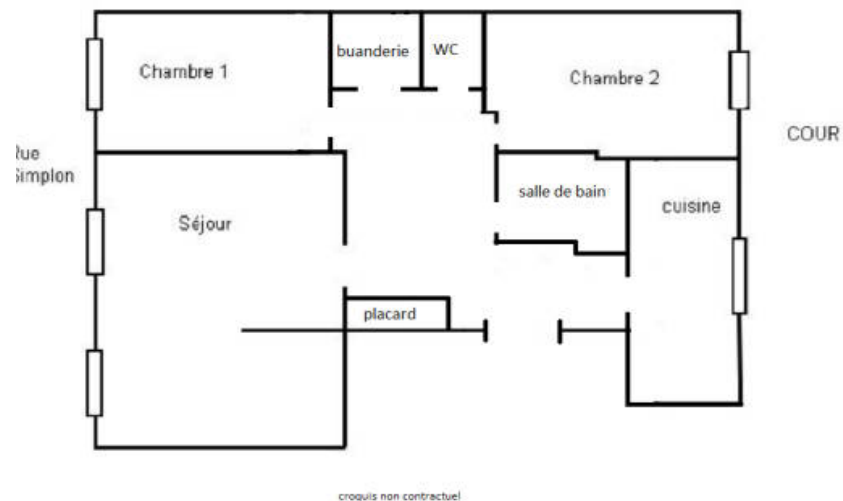 buanderie
WC
Chambre 1
Chambre 2
COUR
Rue
Simplon
salle de bain
cuisine
Séjour
placard
croquis non contractuel